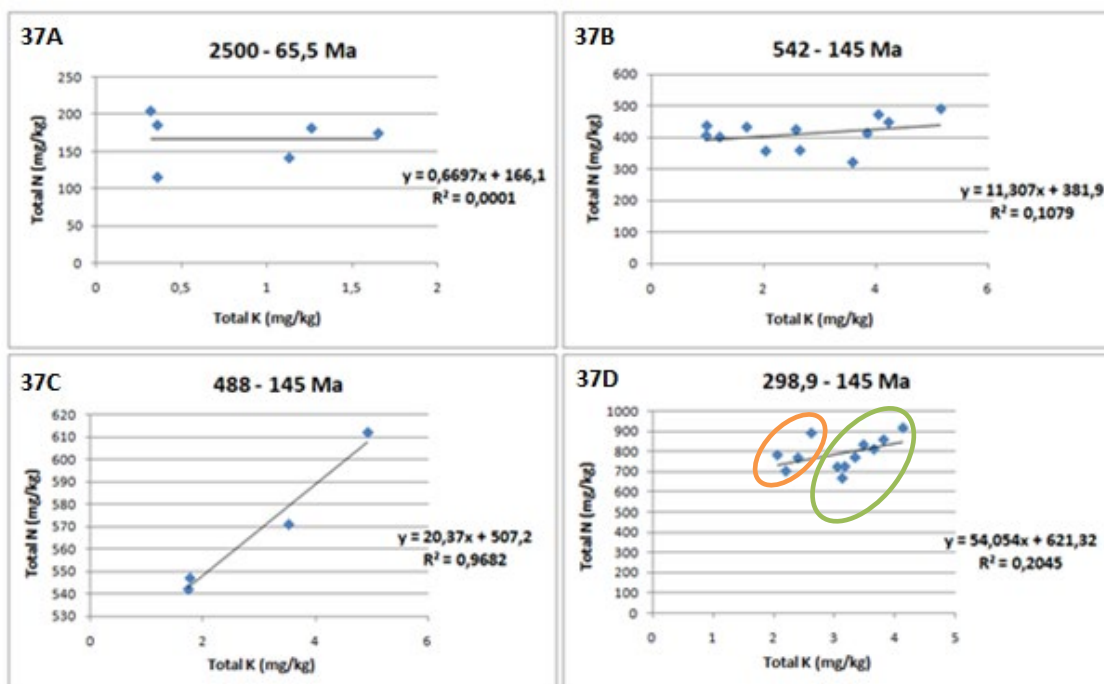 37A
2500 - 65,5 Ma
250
200
150
100
50
0
Total N (mg/kg)
0 0,5 1 1,5 2
Total K (mg/kg)
y = 0,6697x + 166,1
R² = 0,0001
37B
542 - 145 Ma
600
500
400
300
200
100
0
Total N (mg/kg)
0 2 4 6
Total K (mg/kg)
y = 11,307x + 381,9
R² = 0,1079
37C
488 - 145 Ma
620
610
600
590
580
570
560
550
540
530
Total N (mg/kg)
0 2 4 6
Total K (mg/kg)
y = 20,37x + 507,2
R² = 0,9682
37D
298,9 - 145 Ma
1000
900
800
700
600
500
400
300
200
100
0
Total N (mg/kg)
0 1 2 3 4 5
Total K (mg/kg)
y = 54,054x + 621,32
R² = 0,2045